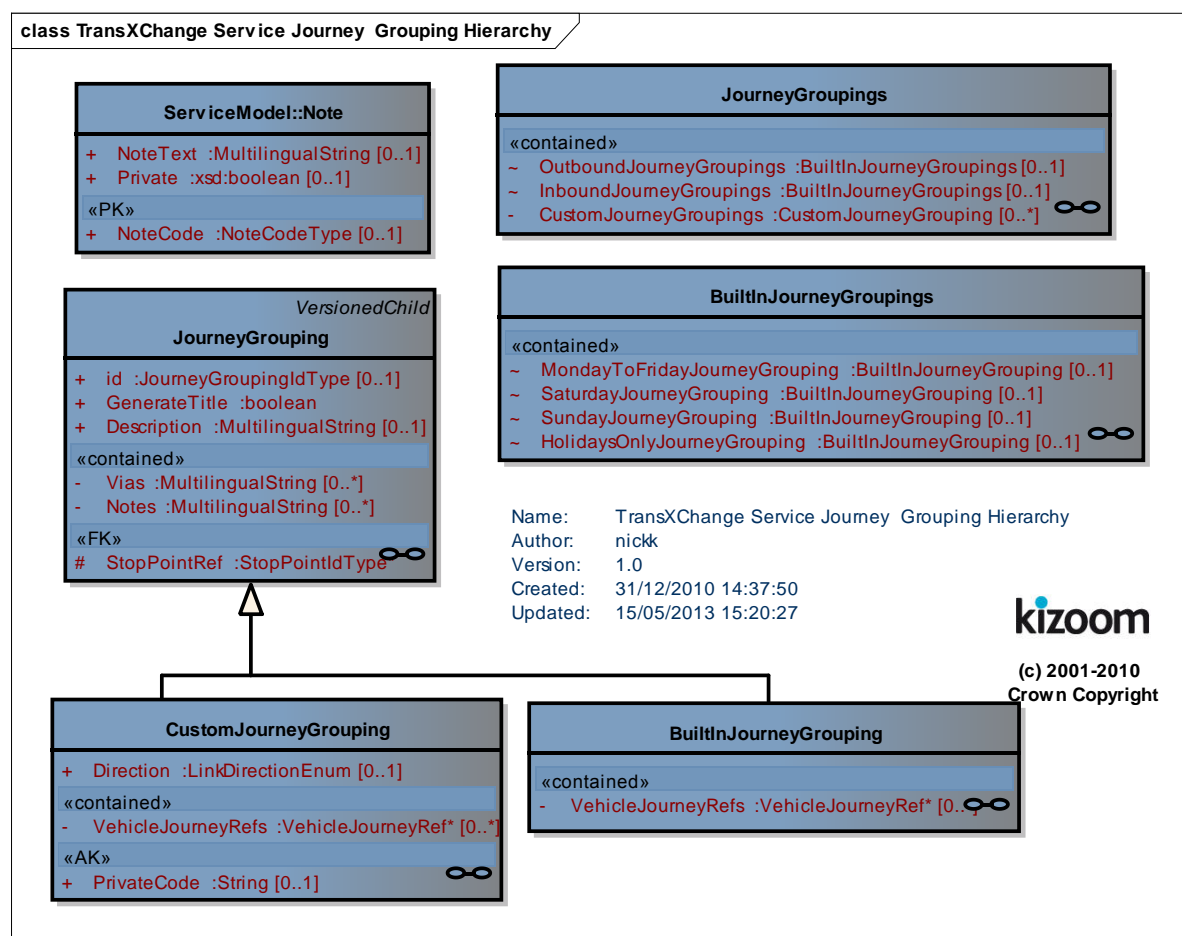 class TransXChange Service Journey Grouping Hierarchy
ServiceModel::Note
+ NoteText :MultilingualString [0..1]
+ Private :xsd:boolean [0..1]
«PK»
+ NoteCode :NoteCodeType [0..1]
JourneyGroupings
«contained»
~ OutboundJourneyGroupings :BuiltInJourneyGroupings [0..1]
~ InboundJourneyGroupings :BuiltInJourneyGroupings [0..1]
- CustomJourneyGroupings :CustomJourneyGrouping [0..*]
VersionedChild
JourneyGrouping
+ id :JourneyGroupingIdType [0..1]
+ GenerateTitle :boolean
+ Description :MultilingualString [0..1]
«contained»
- Vias :MultilingualString [0..*]
- Notes :MultilingualString [0..*]
«FK»
# StopPointRef :StopPointIdType
BuiltInJourneyGroupings
«contained»
~ MondayToFridayJourneyGrouping :BuiltInJourneyGrouping [0..1]
~ SaturdayJourneyGrouping :BuiltInJourneyGrouping [0..1]
~ SundayJourneyGrouping :BuiltInJourneyGrouping [0..1]
~ HolidaysOnlyJourneyGrouping :BuiltInJourneyGrouping [0..1]
Name: TransXChange Service Journey Grouping Hierarchy
Author: nickk
Version: 1.0
Created: 31/12/2010 14:37:50
Updated: 15/05/2013 15:20:27
kizoom
(c) 2001-2010
Crown Copyright
CustomJourneyGrouping
+ Direction :LinkDirectionEnum [0..1]
«contained»
- VehicleJourneyRefs :VehicleJourneyRef* [0..*]
«AK»
+ PrivateCode :String [0..1]
BuiltInJourneyGrouping
«contained»
- VehicleJourneyRefs :VehicleJourneyRef*